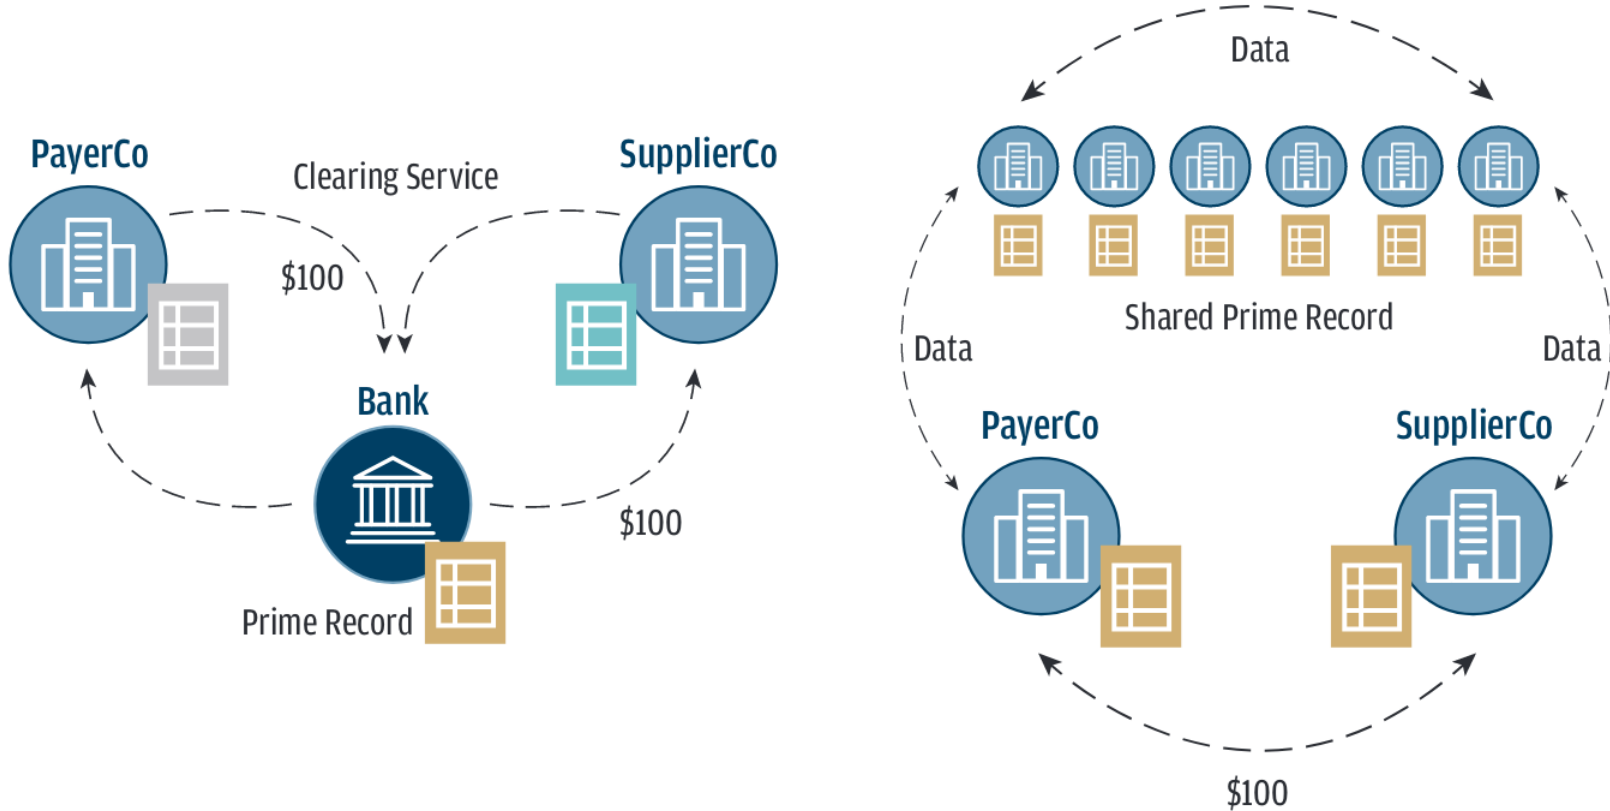 PayerCo
Clearing Service
SupplierCo
$100
Bank
$100
Prime Record
Data
Shared Prime Record
Data
Data
PayerCo
SupplierCo
$100